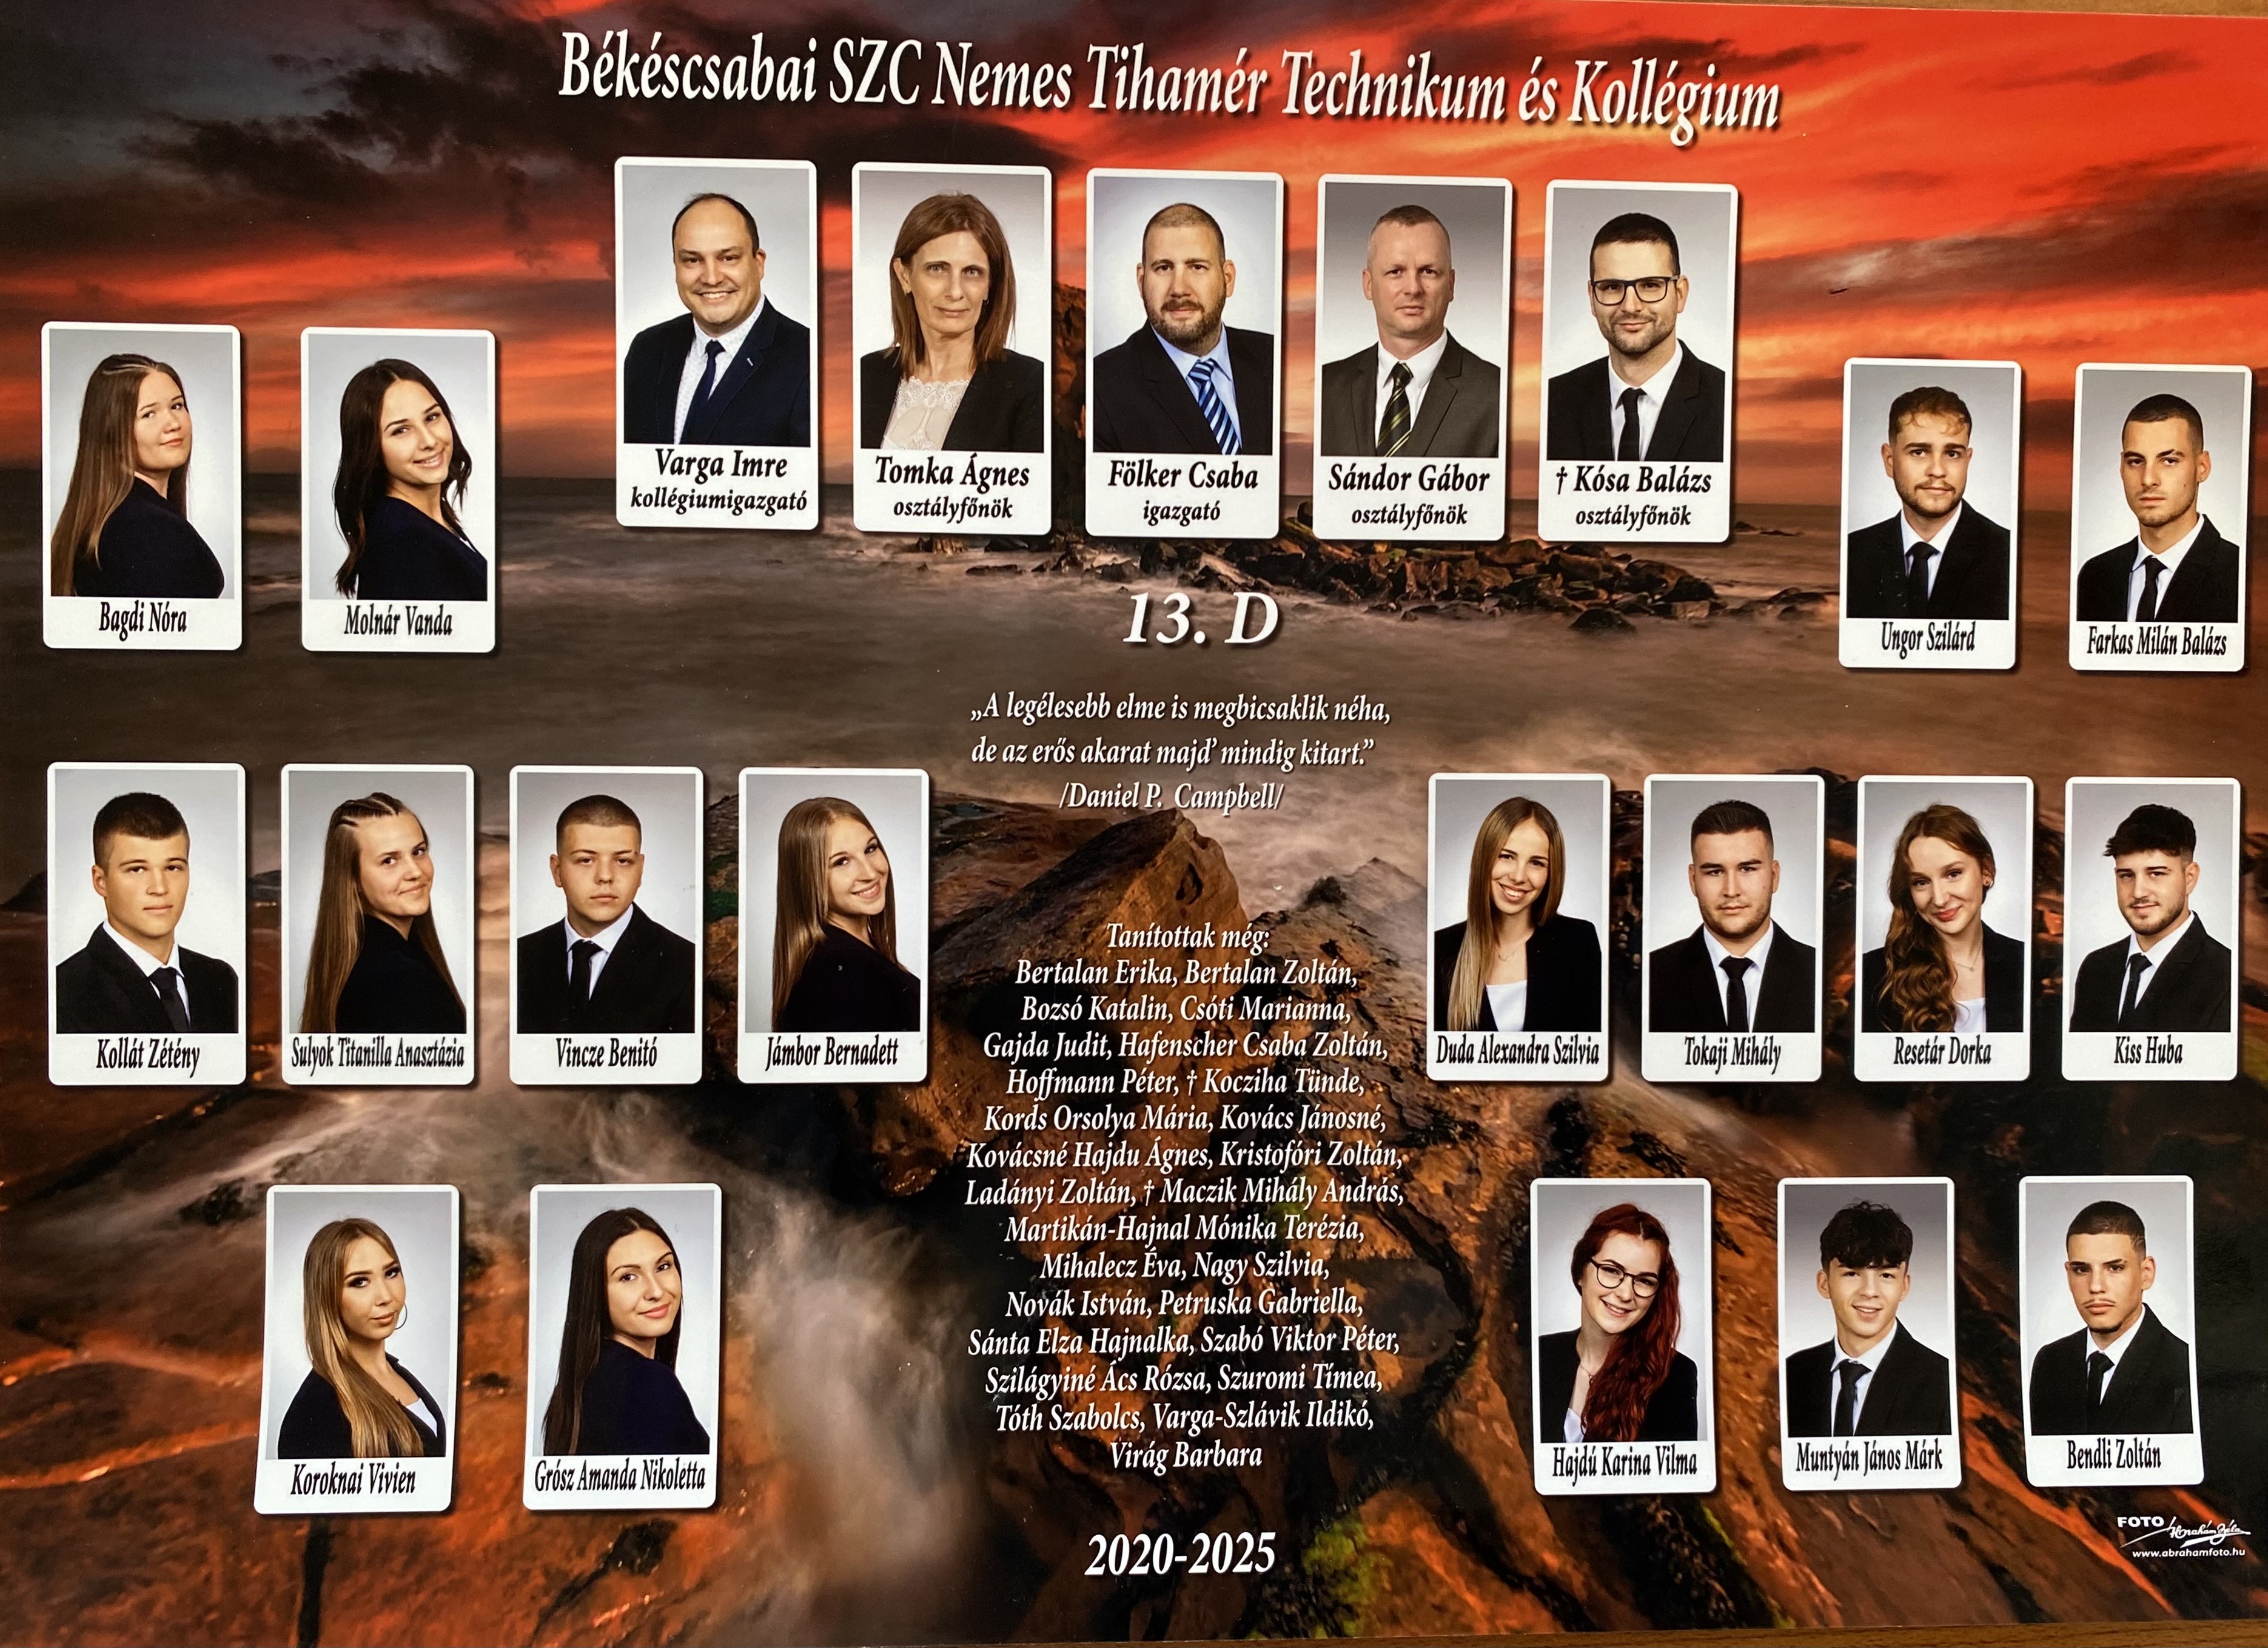 Békéscsabai SZC Nemes Tihamér Technikum és Kollégium
Varga Imre
kollégiumigazgató
Tomka Ágnes
osztályfőnök
Fölker Csaba
igazgató
Sándor Gábor
osztályfőnök
† Kósa Balázs
osztályfőnök
Bagdi Nóra
Molnár Vanda
Ungor Szilárd
Farkas Milán Balázs
13. D
„A legélesebb elme is megbicsaklik néha,
de az erős akarat majd' mindig kitart.”
/Daniel P. Campbell/
Kollát Zétény
Sulyok Titanilla Anasztázia
Vincze Benitó
Jámbor Bernadett
Duda Alexandra Szilvia
Tokaji Mihály
Resetár Dorka
Kiss Huba
Tanítottak még:
Bertalan Erika, Bertalan Zoltán,
Bozsó Katalin, Csóti Marianna,
Gajda Judit, Hafenscher Csaba Zoltán,
Hoffmann Péter, † Kocziha Tünde,
Kords Orsolya Mária, Kovács Jánosné,
Kovácsné Hajdu Ágnes, Kristofóri Zoltán,
Ladányi Zoltán, † Maczik Mihály András,
Martikán-Hajnal Mónika Terézia,
Mihalecz Éva, Nagy Szilvia,
Novák István, Petruska Gabriella,
Sánta Elza Hajnalka, Szabó Viktor Péter,
Szilágyiné Ács Rózsa, Szuromi Tímea,
Tóth Szabolcs, Varga-Szlávik Ildikó,
Virág Barbara
Koroknai Vivien
Grósz Amanda Nikoletta
Hajdú Karina Vilma
Muntyán János Márk
Bendli Zoltán
2020-2025
FOTO Ábrahám Béla
www.abrahamfoto.hu